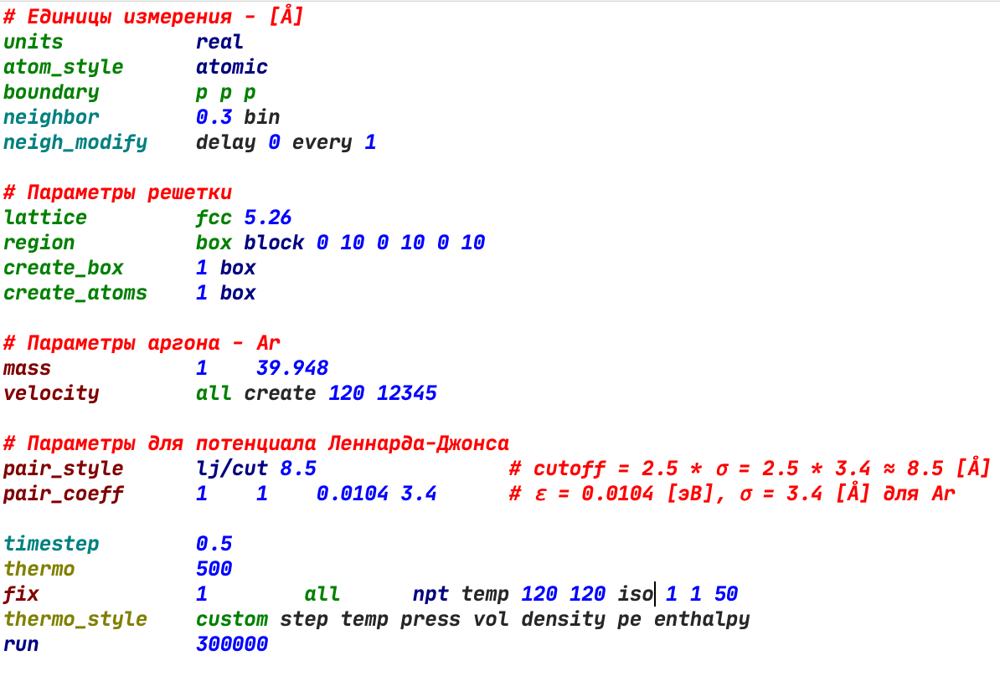 # Единицы измерения - [Å]
units real
atom_style atomic
boundary p p p
neighbor 0.3 bin
neigh_modify delay 0 every 1
# Параметры решетки
lattice fcc 5.26
region box block 0 10 0 10 0 10
create_box 1 box
create_atoms 1 box
# Параметры аргона - Ar
mass 1 39.948
velocity all create 120 12345
# Параметры для потенциала Леннарда-Джонса
pair_style lj/cut 8.5 # cutoff = 2.5 * σ = 2.5 * 3.4 ≈ 8.5 [Å]
pair_coeff 1 1 0.0104 3.4 # ε = 0.0104 [эВ], σ = 3.4 [Å] для Ar
timestep 0.5
thermo 500
fix 1 all npt temp 120 120 iso 1 1 50
thermo_style custom step temp press vol density pe enthalpy
run 300000